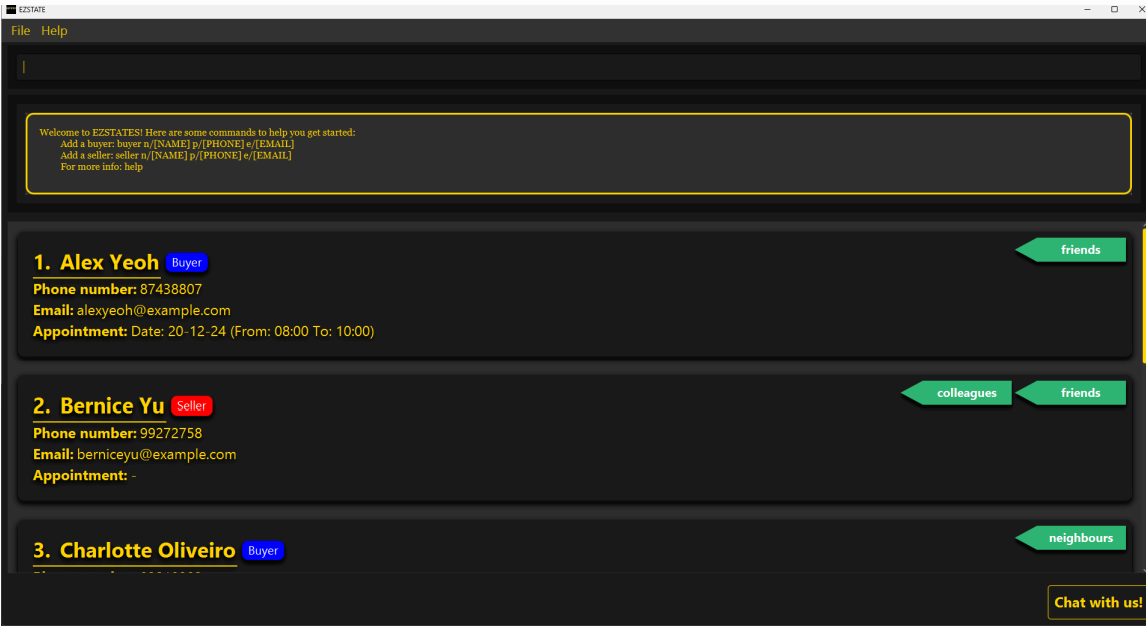 EZSTATE
File Help
Welcome to EZSTATES! Here are some commands to help you get started:
Add a buyer: buyer n/[NAME] p/[PHONE] e/[EMAIL]
Add a seller: seller n/[NAME] p/[PHONE] e/[EMAIL]
For more info: help
friends
1. Alex Yeoh Buyer
Phone number: 87438807
Email: alexyeoh@example.com
Appointment: Date: 20-12-24 (From: 08:00 To: 10:00)
colleagues friends
2. Bernice Yu Seller
Phone number: 99272758
Email: berniceyu@example.com
Appointment: -
neighbours
3. Charlotte Oliveiro Buyer
Chat with us!